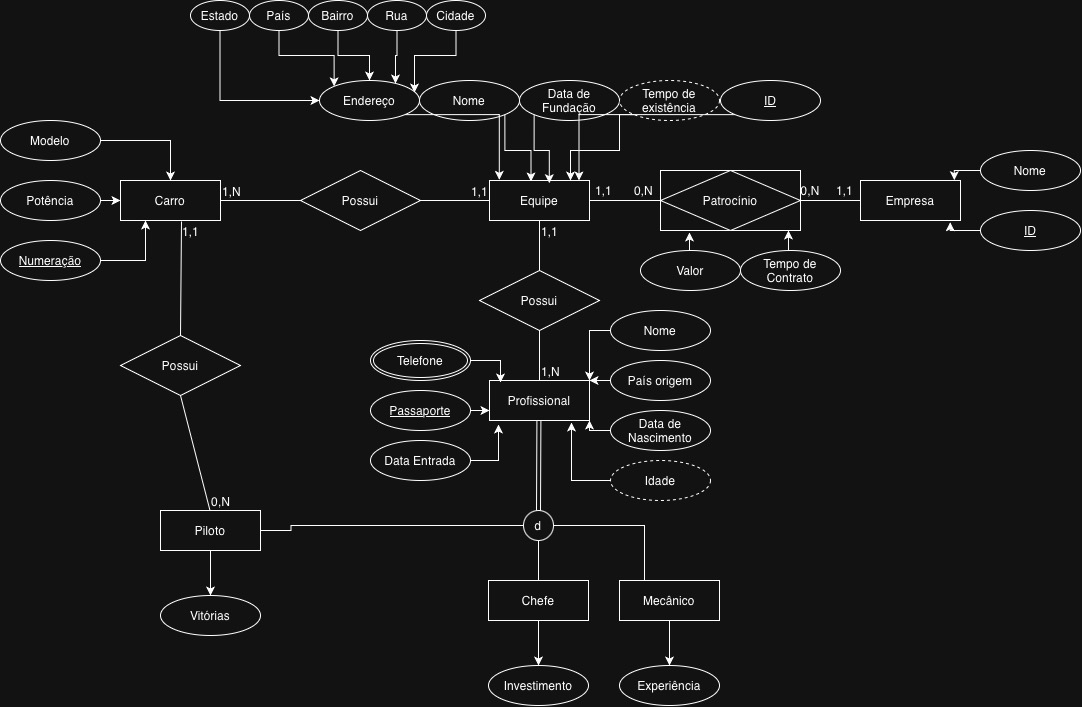 Estado
País
Bairro
Rua
Cidade
Endereço
Nome
Data de
Fundação
Tempo de
existência
ID
Modelo
Potência
Numeração
Carro
1,N
1,1
Possui
1,1
Equipe
1,1
1,1
0,N
Patrocínio
0,N
1,1
Empresa
Nome
ID
Valor
Tempo de
Contrato
Possui
1,N
Possui
0,N
Telefone
Passaporte
Data Entrada
Profissional
Nome
País origem
Data de
Nascimento
Idade
Piloto
d
Vitórias
Chefe
Mecânico
Investimento
Experiência